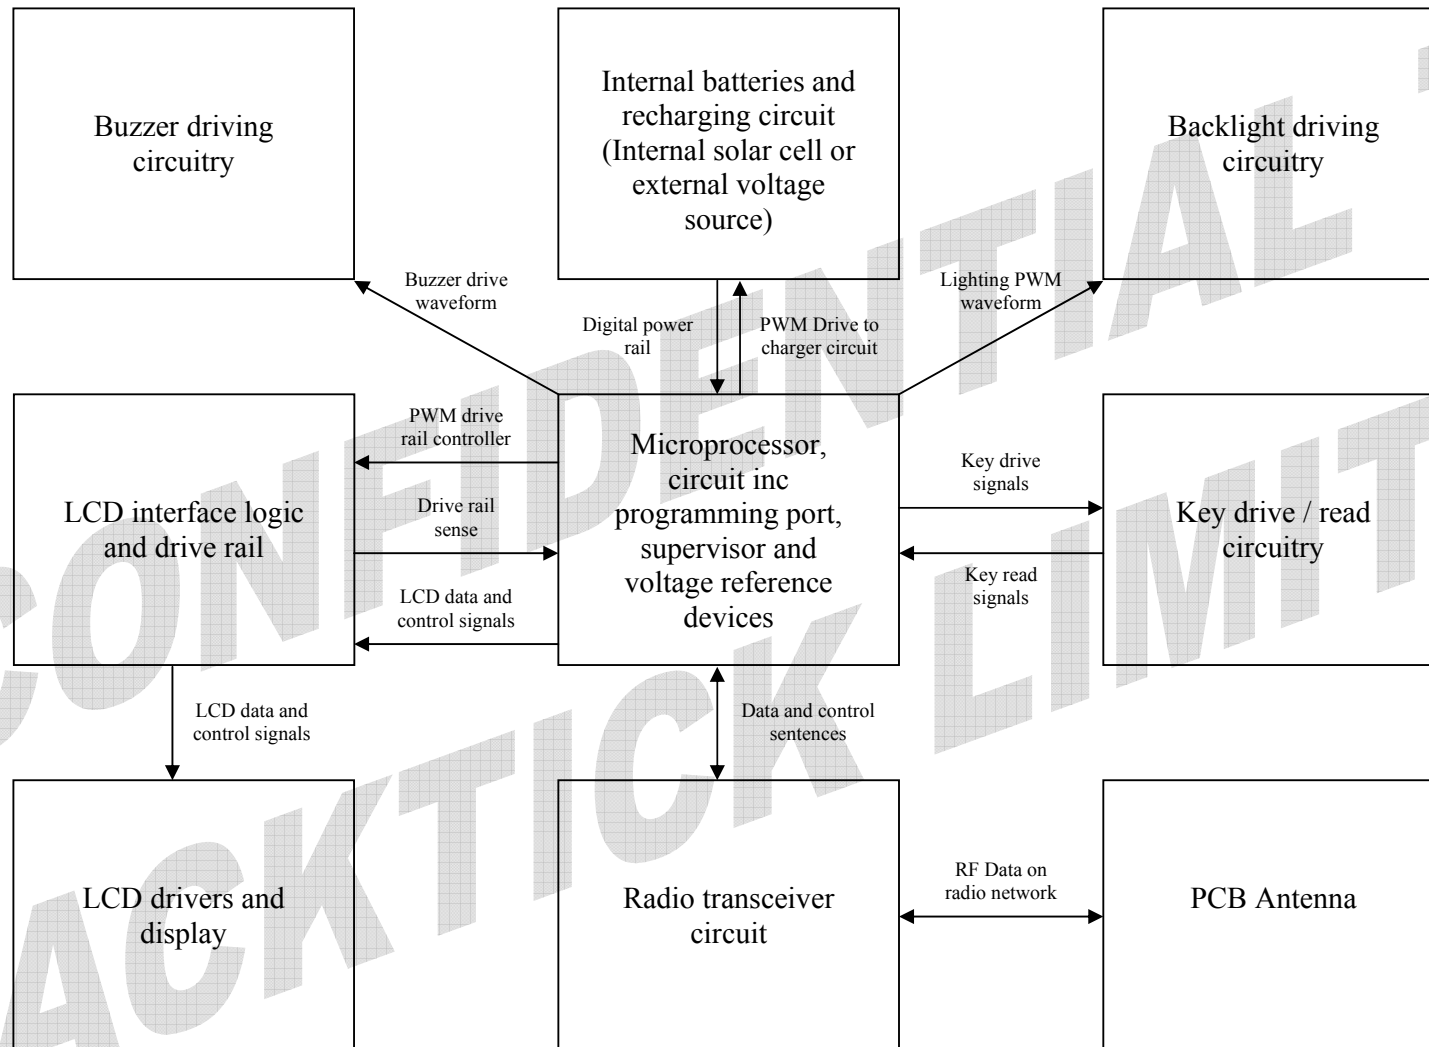 Buzzer driving
circuitry
Internal batteries and
recharging circuit
(Internal solar cell or
external voltage
source)
Backlight driving
circuitry
Buzzer drive
waveform
Digital power
rail
PWM Drive to
charger circuit
Lighting PWM
waveform
LCD interface logic
and drive rail
PWM drive
rail controller
Drive rail
sense
LCD data and
control signals
Microprocessor,
circuit inc
programming port,
supervisor and
voltage reference
devices
Key drive
signals
Key read
signals
Key drive / read
circuitry
LCD data and
control signals
Data and control
sentences
LCD drivers and
display
Radio transceiver
circuit
RF Data on
radio network
PCB Antenna
CONFIDENTIAL
ACKTICK LIMIT